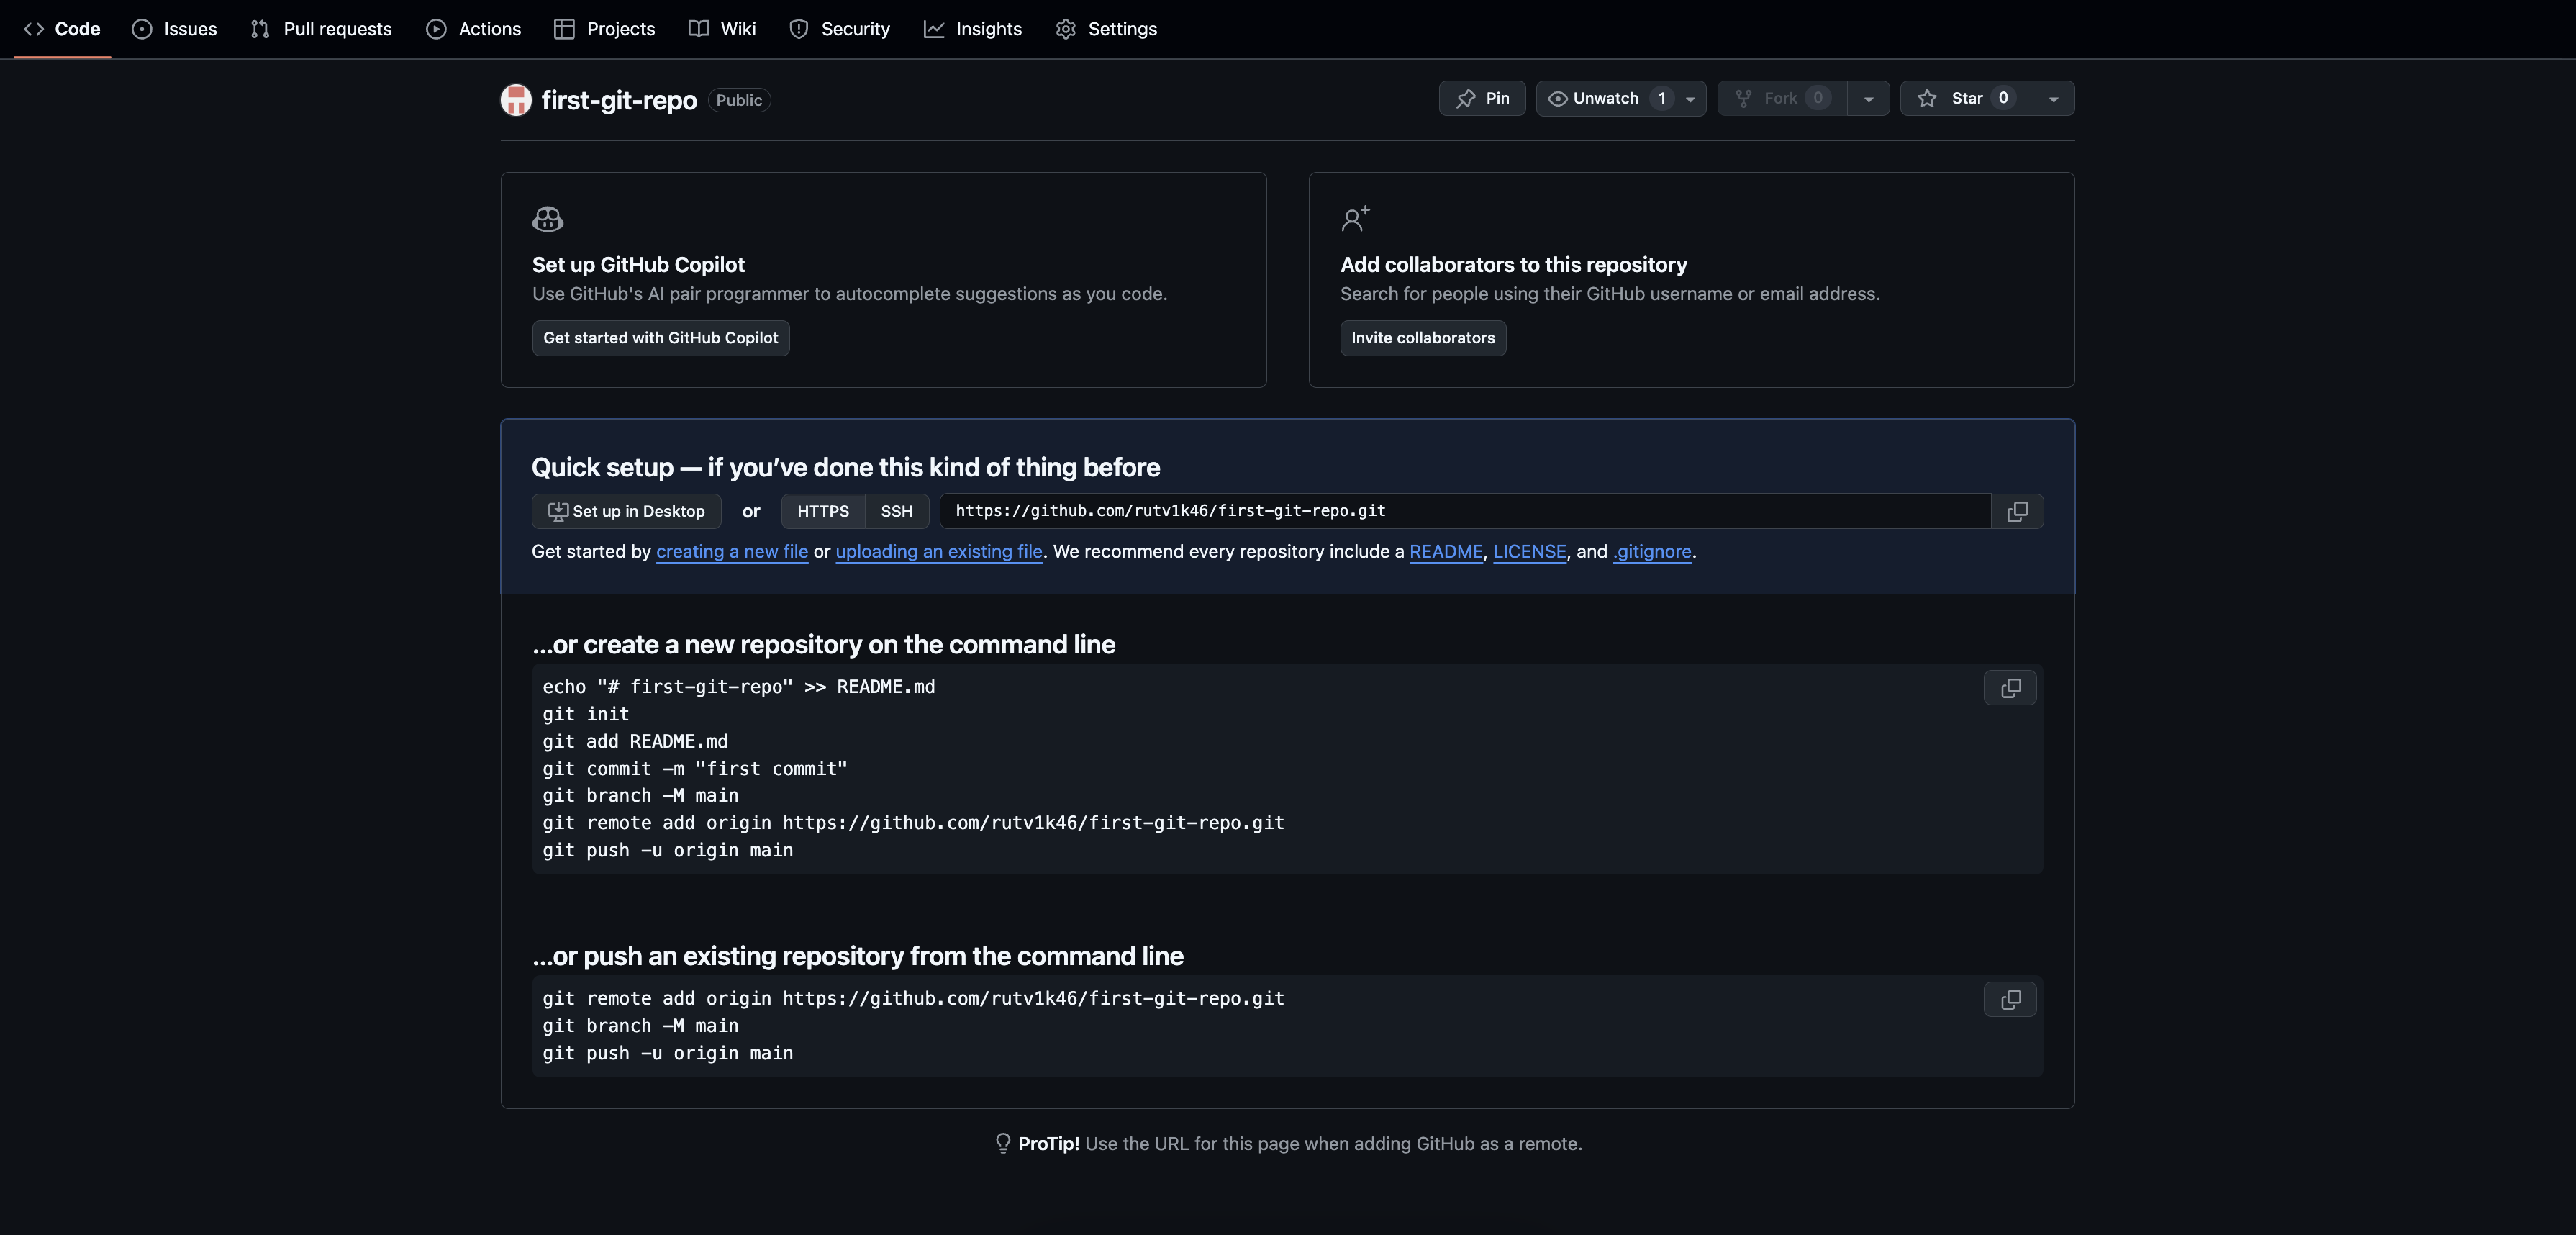 Code Issues Pull requests Actions Projects Wiki Security Insights Settings
first-git-repo Public Pin Unwatch 1 Fork 0 Star 0
Set up GitHub Copilot
Use GitHub's AI pair programmer to autocomplete suggestions as you code.
Get started with GitHub Copilot
Add collaborators to this repository
Search for people using their GitHub username or email address.
Invite collaborators
Quick setup — if you’ve done this kind of thing before
Set up in Desktop or HTTPS SSH https://github.com/rutv1k46/first-git-repo.git
Get started by creating a new file or uploading an existing file. We recommend every repository include a README, LICENSE, and .gitignore.
…or create a new repository on the command line
echo "# first-git-repo" >> README.md
git init
git add README.md
git commit -m "first commit"
git branch -M main
git remote add origin https://github.com/rutv1k46/first-git-repo.git
git push -u origin main
…or push an existing repository from the command line
git remote add origin https://github.com/rutv1k46/first-git-repo.git
git branch -M main
git push -u origin main
ProTip! Use the URL for this page when adding GitHub as a remote.